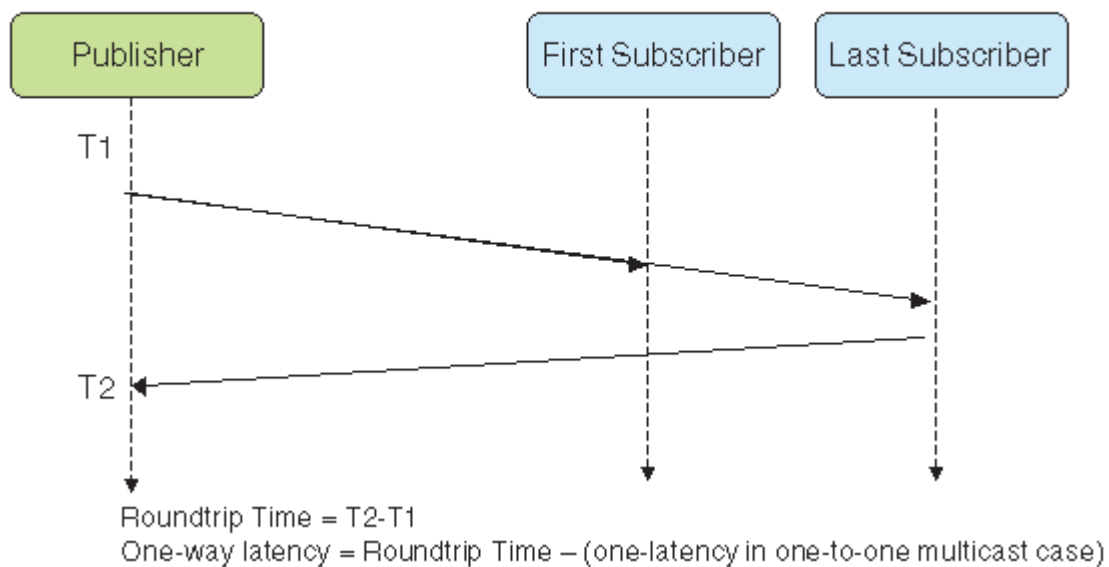 Publisher
First Subscriber
Last Subscriber
T1
T2
Roundtrip Time = T2-T1
One-way latency = Roundtrip Time – (one-latency in one-to-one multicast case)